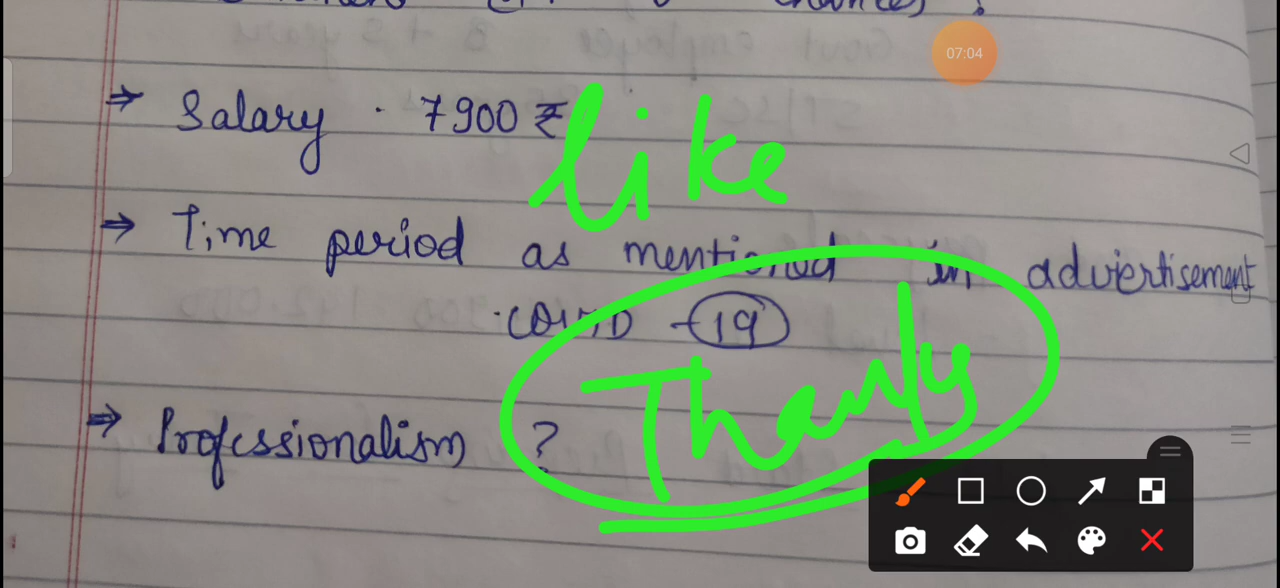 07:04
→ Salary · 7900 ₹
like
→ Time period as mentioned in advertisement
covid - 19
Thanks
→ Professionalism ?